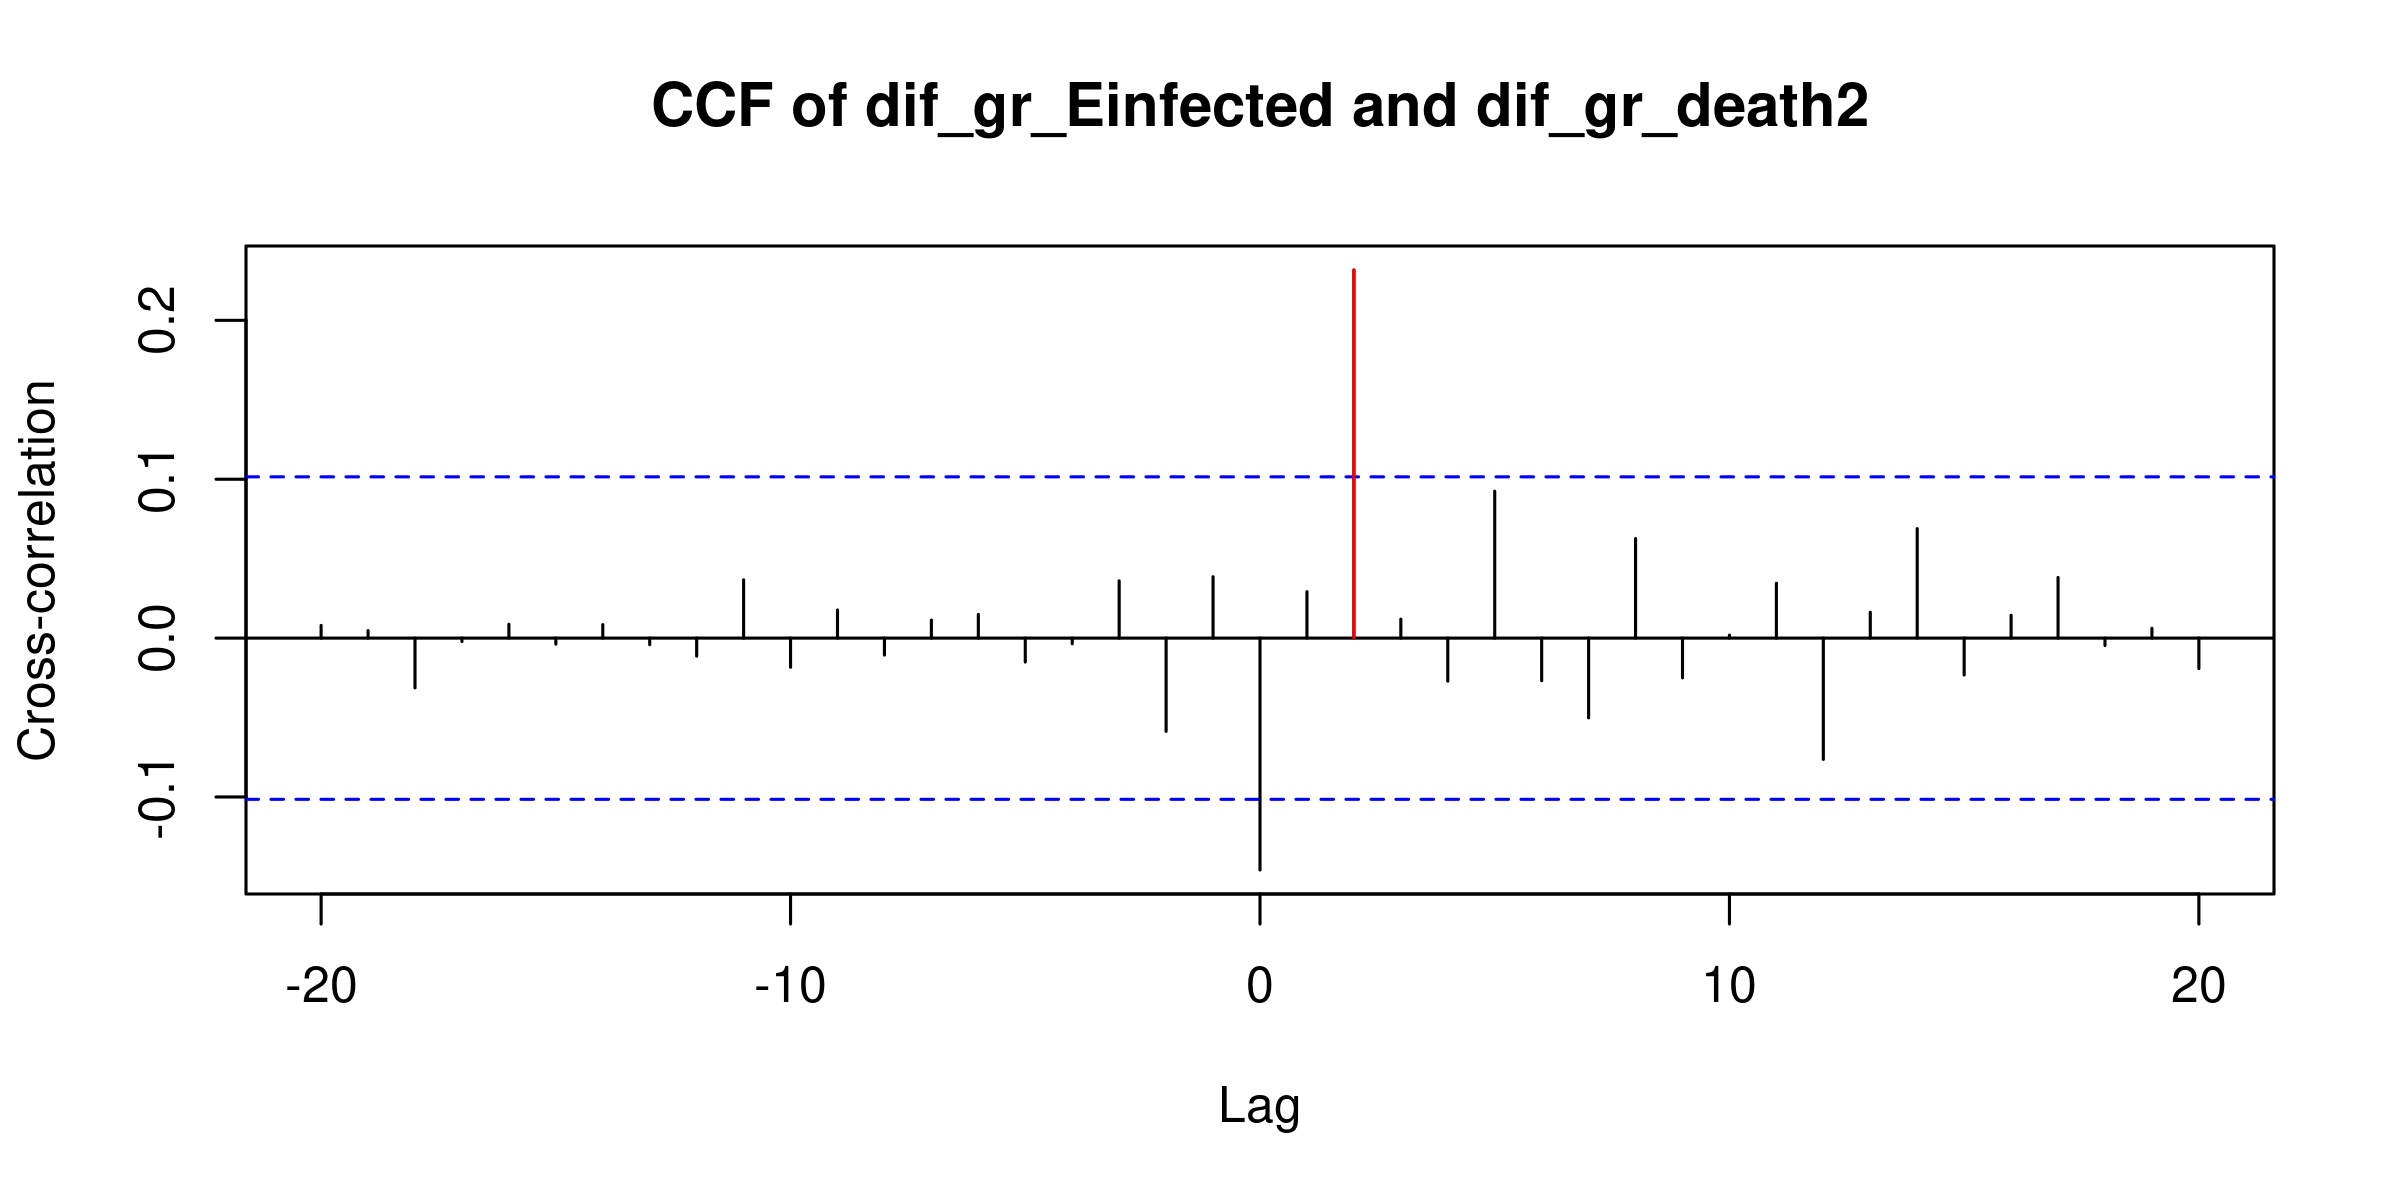 CCF of dif_gr_Einfected and dif_gr_death2
Cross-correlation
0.2
0.1
0.0
-0.1
-20 -10 0 10 20
Lag